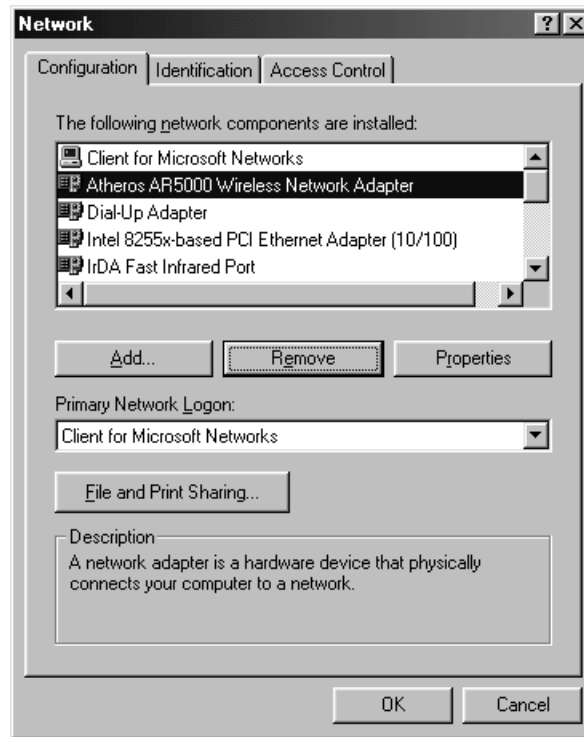 Network
Configuration Identification Access Control
The following network components are installed:
Client for Microsoft Networks
Atheros AR5000 Wireless Network Adapter
Dial-Up Adapter
Intel 8255x-based PCI Ethernet Adapter (10/100)
IrDA Fast Infrared Port
Add... Remove Properties
Primary Network Logon:
Client for Microsoft Networks
File and Print Sharing...
Description
A network adapter is a hardware device that physically
connects your computer to a network.
OK Cancel